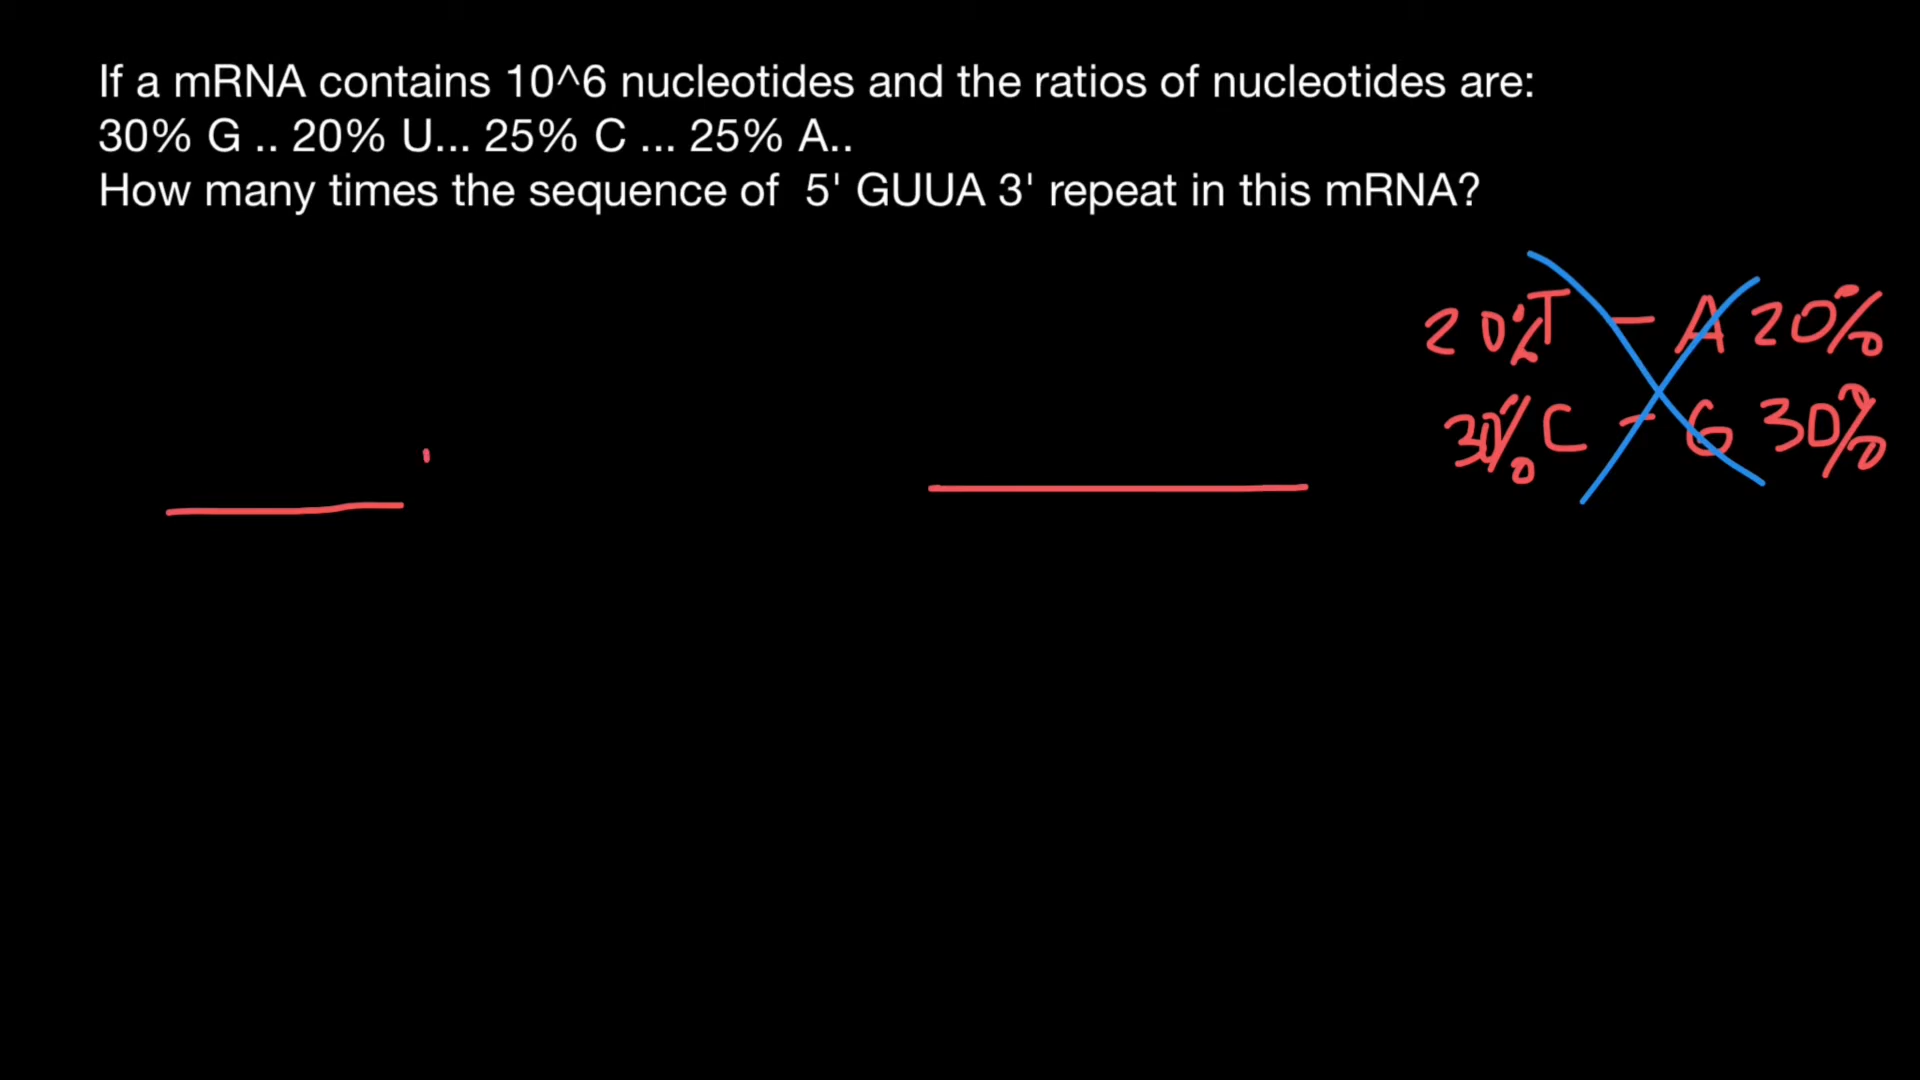 If a mRNA contains 10^6 nucleotides and the ratios of nucleotides are:
30% G .. 20% U... 25% C ... 25% A..
How many times the sequence of  5' GUUA 3' repeat in this mRNA?
20% T - A 20%
30% C - G 30%